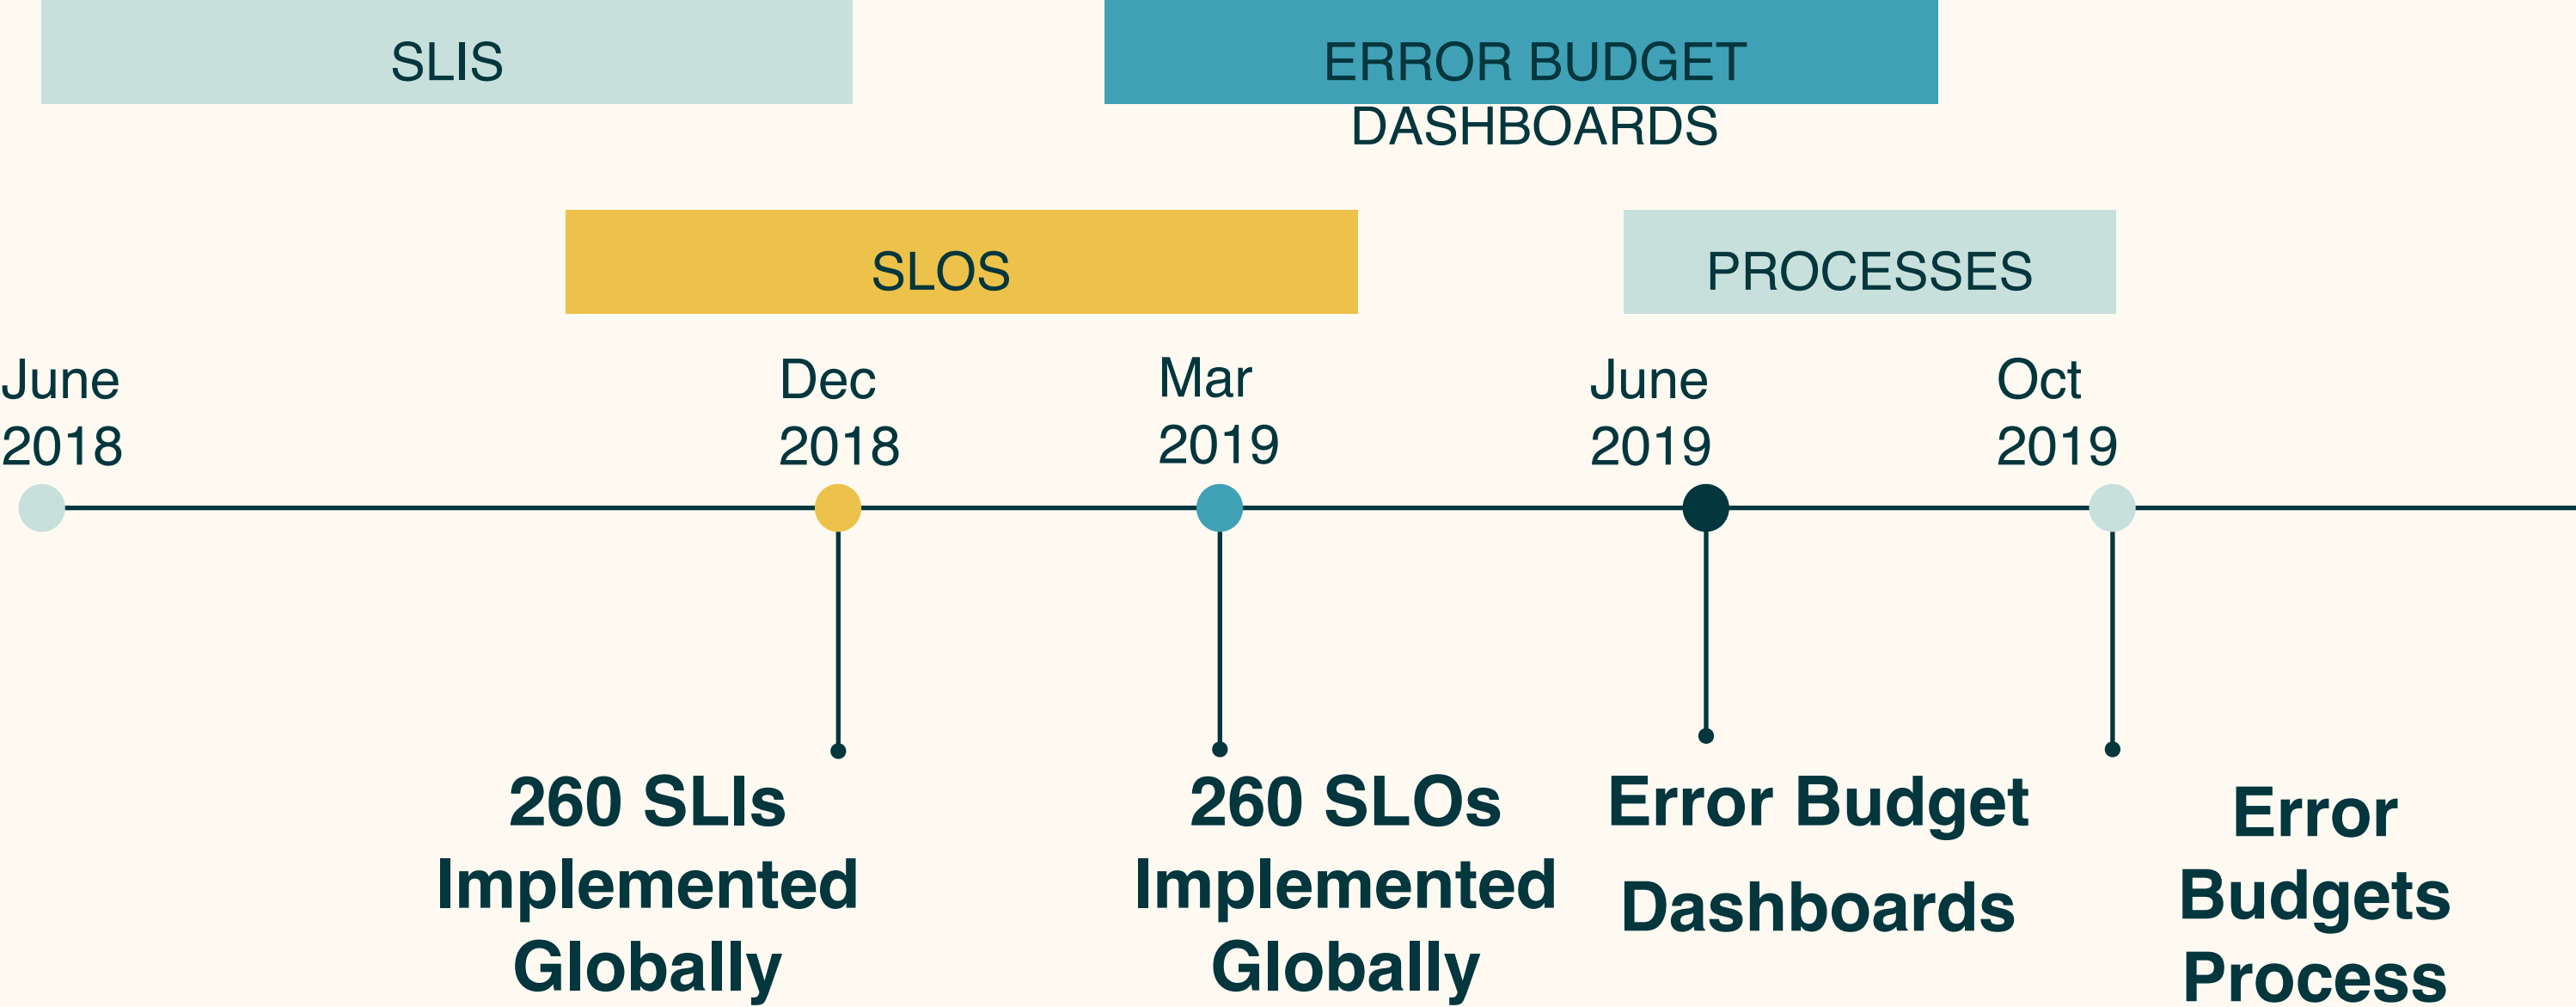 SLIS
ERROR BUDGET
DASHBOARDS
SLOS
PROCESSES
June
2018
Dec
2018
Mar
2019
June
2019
Oct
2019
260 SLIs
Implemented
Globally
260 SLOs
Implemented
Globally
Error Budget
Dashboards
Error
Budgets
Process